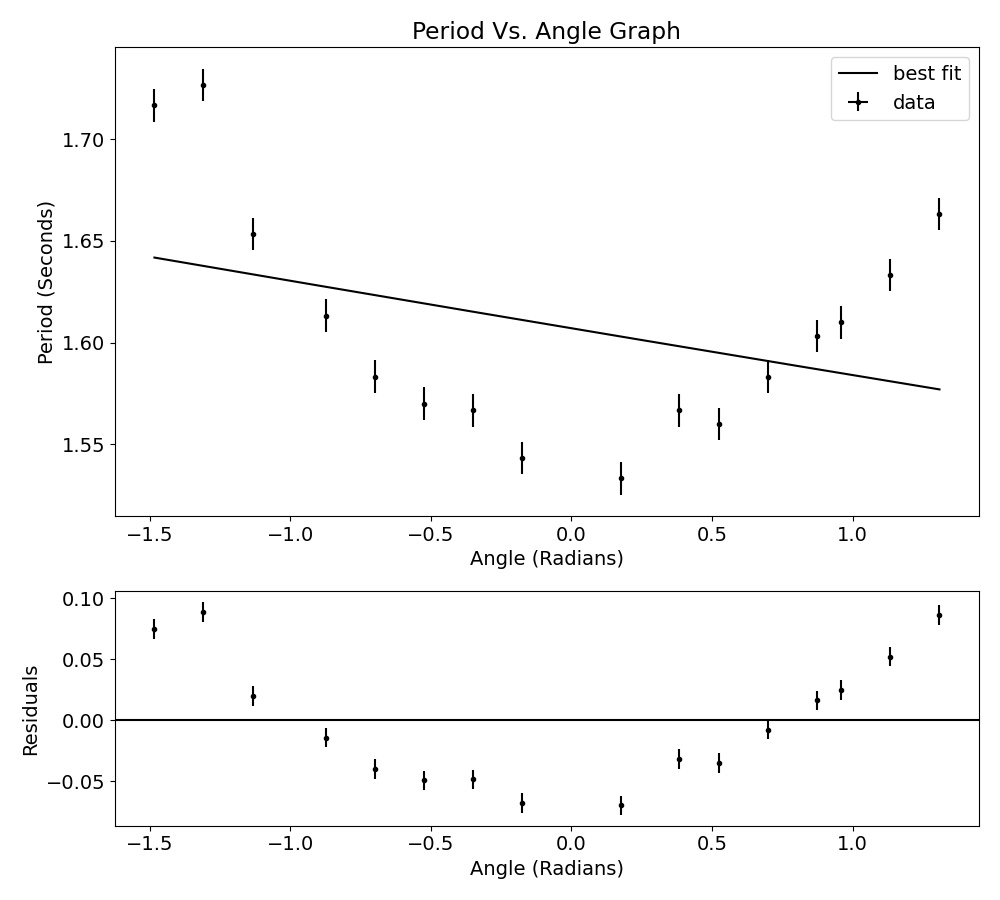 Period Vs. Angle Graph
best fit
data
Period (Seconds)
1.70
1.65
1.60
1.55
−1.5 −1.0 −0.5 0.0 0.5 1.0
Angle (Radians)
Residuals
0.10
0.05
0.00
−0.05
−1.5 −1.0 −0.5 0.0 0.5 1.0
Angle (Radians)